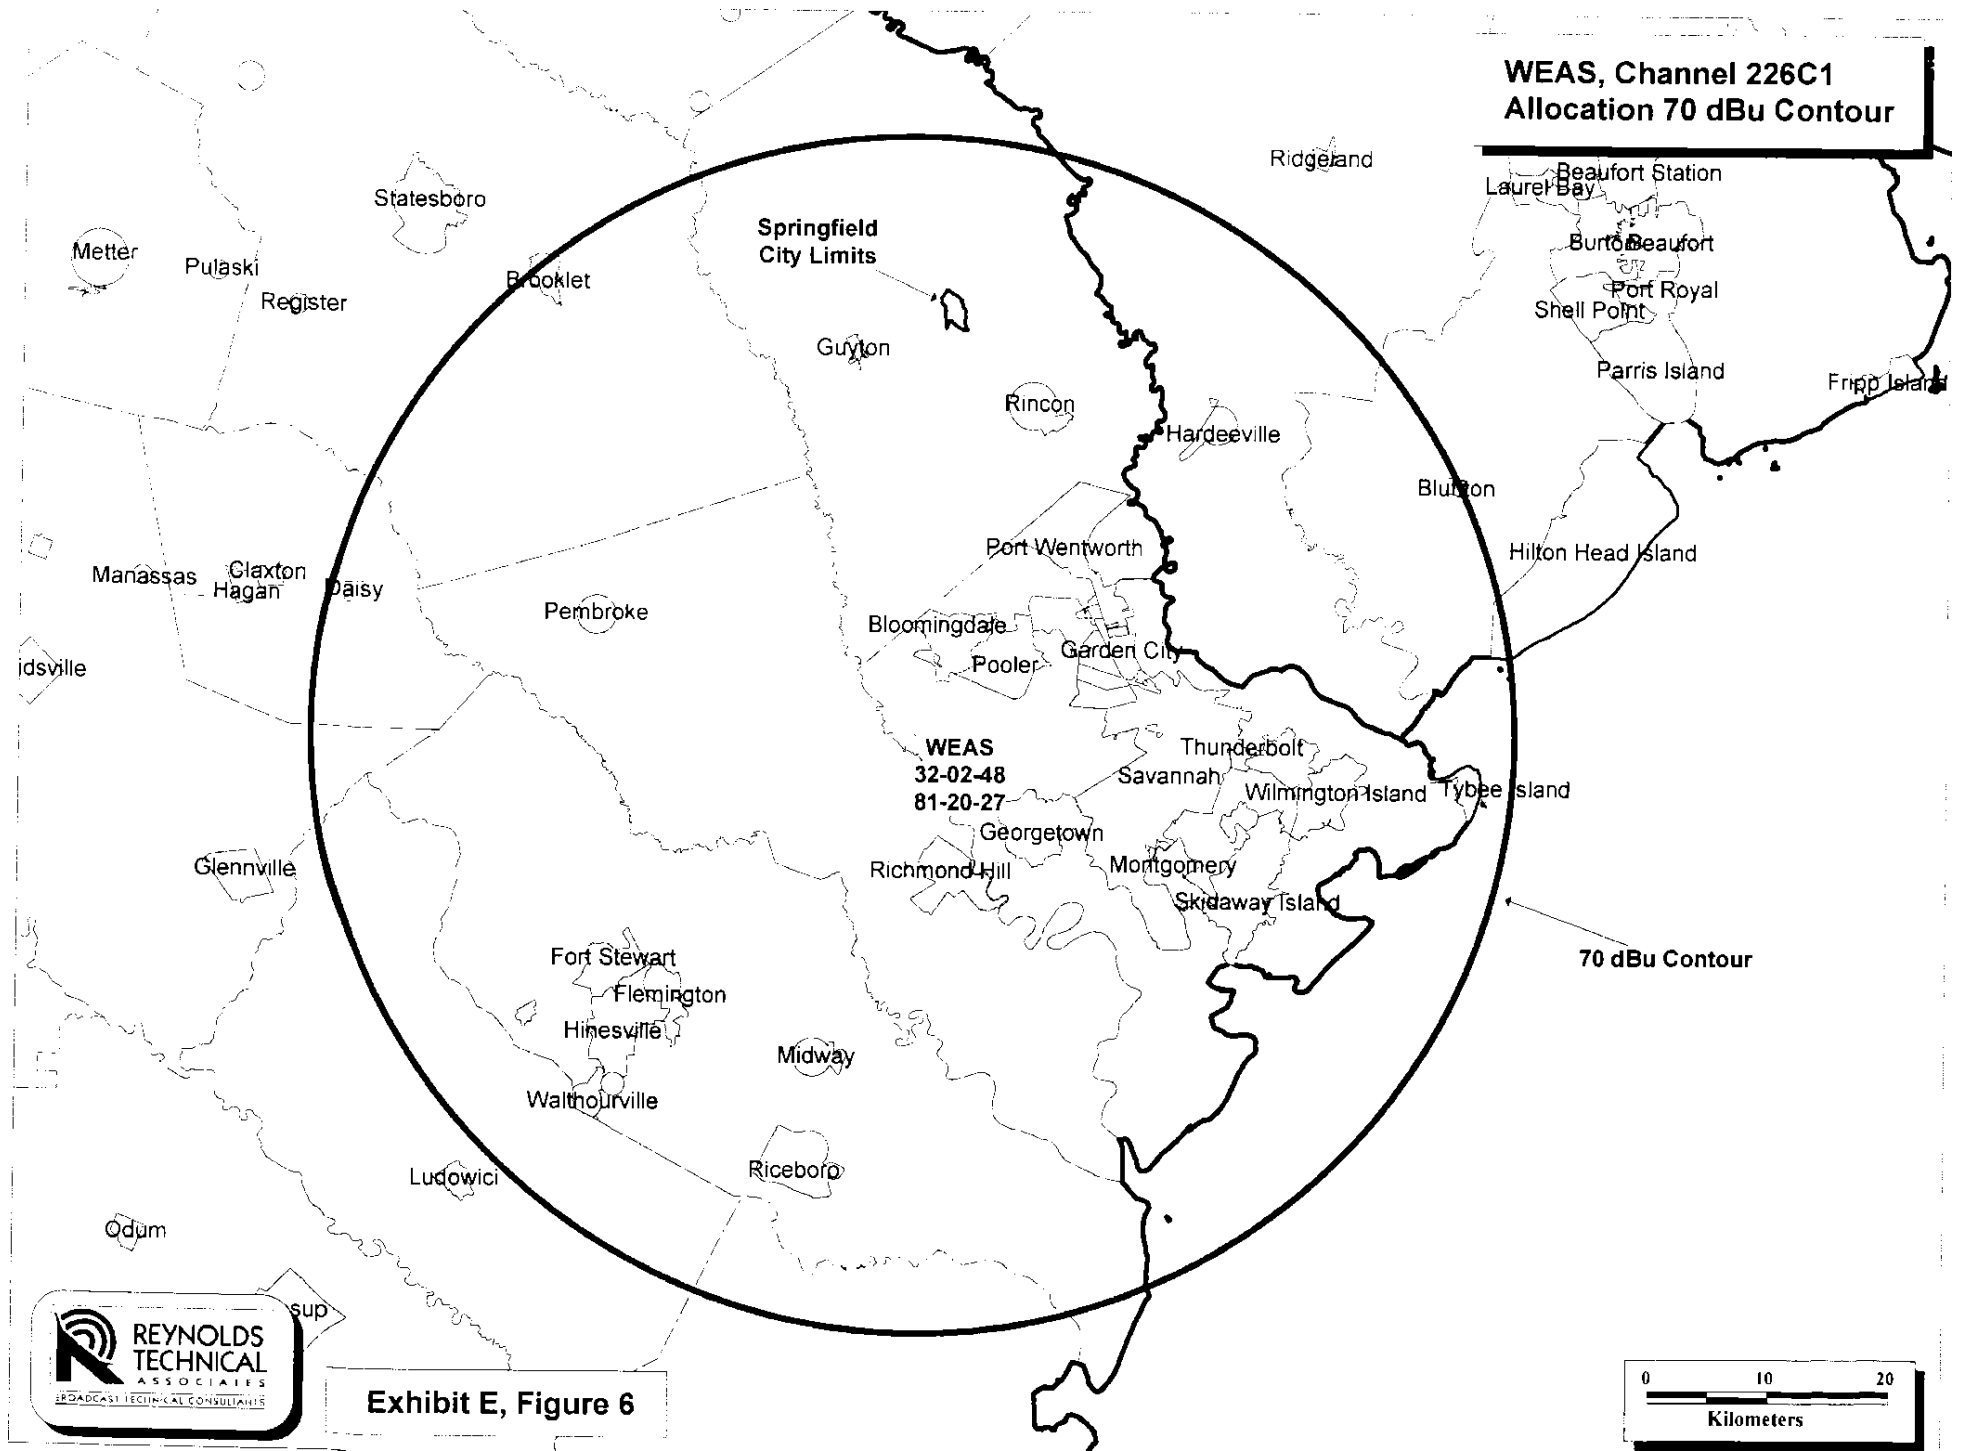 WEAS, Channel 226C1
Allocation 70 dBu Contour
Ridgeland
Beaufort Station
Laurel Bay
Statesboro
Springfield
City Limits
Metter
Pulaski
Burton
Beaufort
Brooklet
Register
Port Royal
Shell Point
Guyton
Parris Island
Fripp Island
Rincon
Hardeeville
Bluffton
Port Wentworth
Hilton Head Island
Manassas
Claxton
Hagan
Daisy
Pembroke
Bloomingdale
Garden City
Pooler
idsville
WEAS
32-02-48
81-20-27
Thunderbolt
Savannah
Wilmington Island
Tybee Island
Georgetown
Glennville
Richmond Hill
Montgomery
Skidaway Island
Fort Stewart
70 dBu Contour
Flemington
Hinesville
Midway
Walthourville
Riceboro
Ludowici
Odum
sup
REYNOLDS
TECHNICAL
ASSOCIATES
BROADCAST TECHNICAL CONSULTANTS
Exhibit E, Figure 6
0 10 20
Kilometers